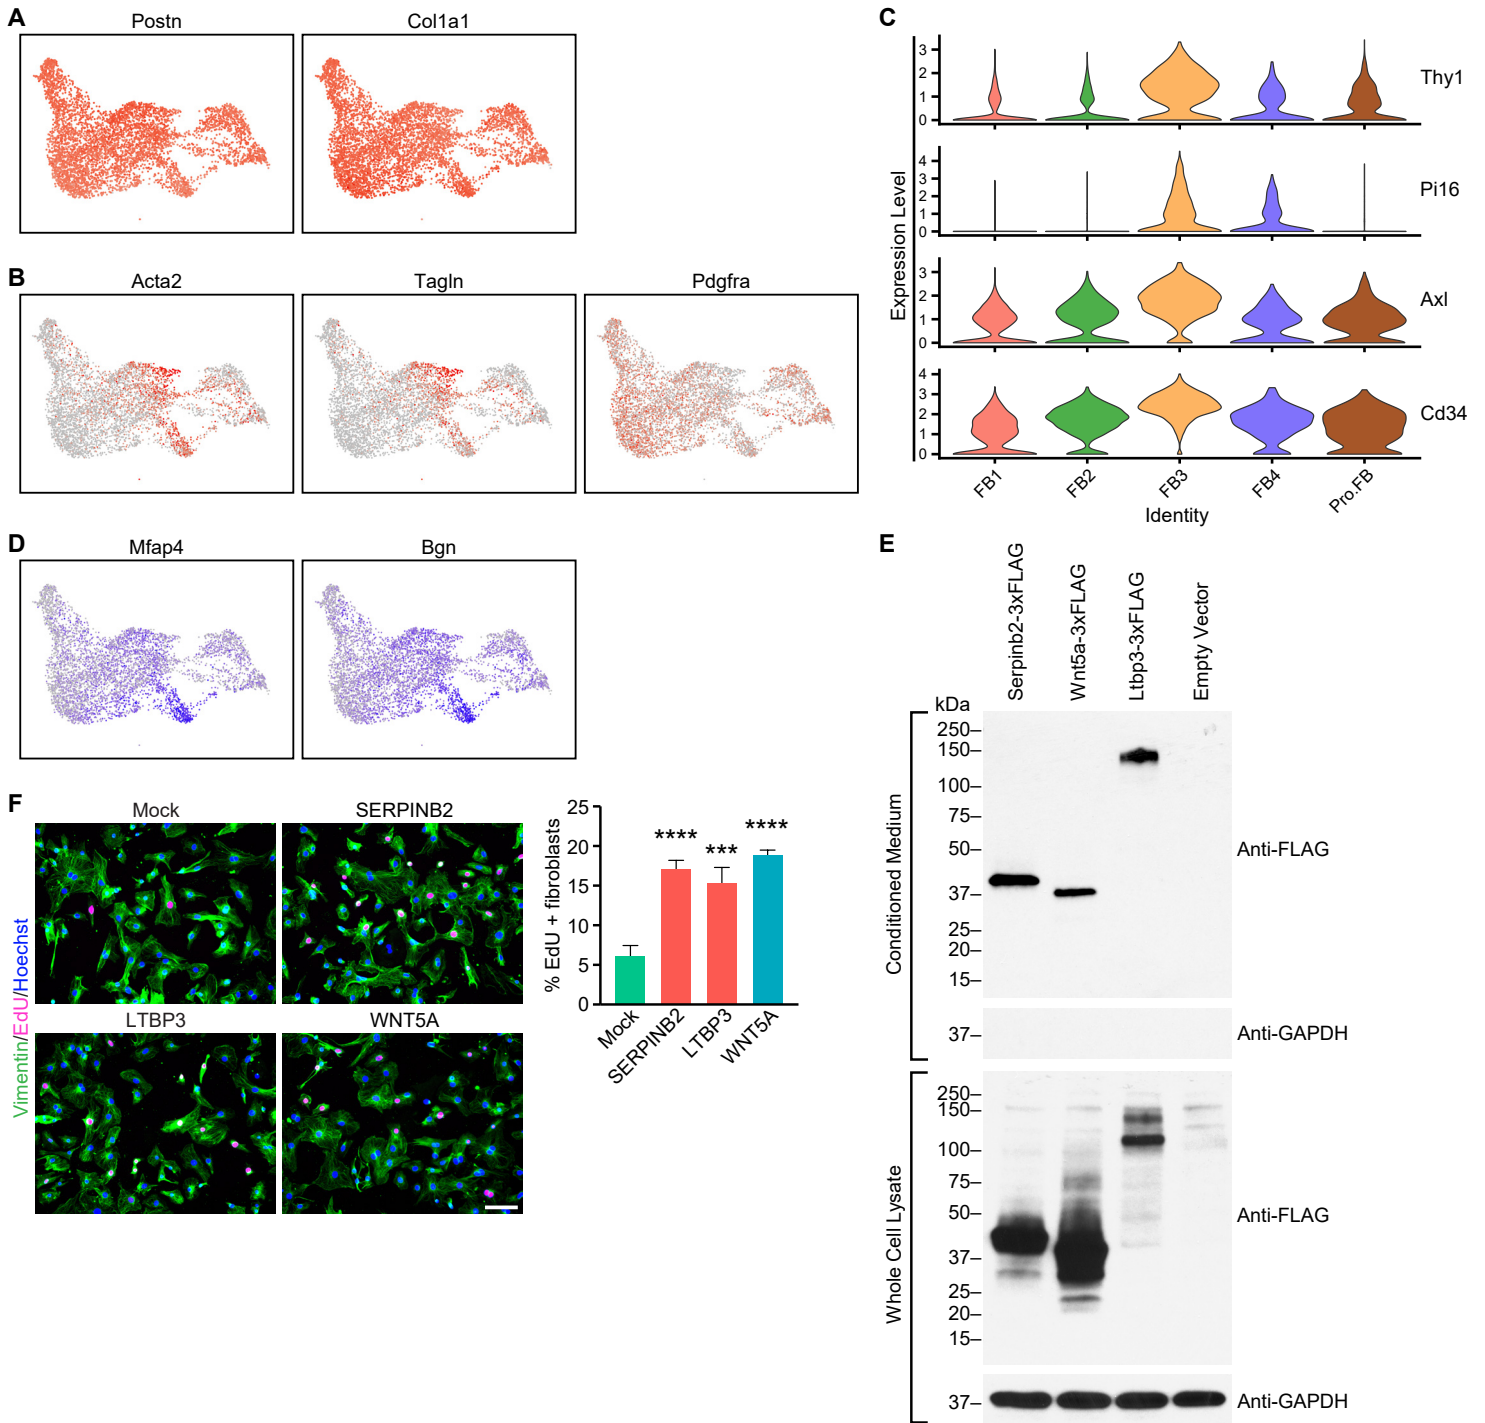 A
Postn
Col1a1
B
Acta2
Tagln
Pdgfra
C
Expression Level
3
2
1
0
Thy1
4
3
2
1
0
Pi16
3
2
1
0
Axl
4
3
2
1
0
Cd34
FB1
FB2
FB3
FB4
Pro.FB
Identity
D
Mfap4
Bgn
E
Serpinb2-3xFLAG
Wnt5a-3xFLAG
Ltbp3-3xFLAG
Empty Vector
kDa
Conditioned Medium
250
150
100
75
50
37
25
20
15
Anti-FLAG
37
Anti-GAPDH
Whole Cell Lysate
250
150
100
75
50
37
25
20
15
Anti-FLAG
37
Anti-GAPDH
F
Vimentin/EdU/Hoechst
Mock
SERPINB2
LTBP3
WNT5A
% EdU + fibroblasts
25
20
15
10
5
0
****
***
****
Mock
SERPINB2
LTBP3
WNT5A